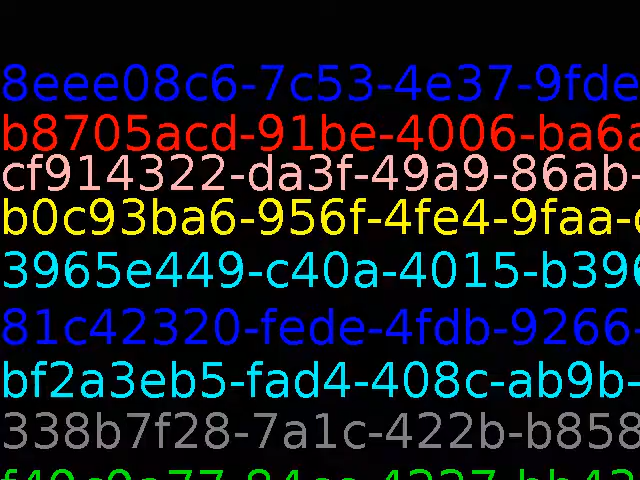 8eee08c6-7c53-4e37-9fde
b8705acd-91be-4006-ba6a
cf914322-da3f-49a9-86ab-
b0c93ba6-956f-4fe4-9faa-
3965e449-c40a-4015-b396
81c42320-fede-4fdb-9266-
bf2a3eb5-fad4-408c-ab9b-
338b7f28-7a1c-422b-b858